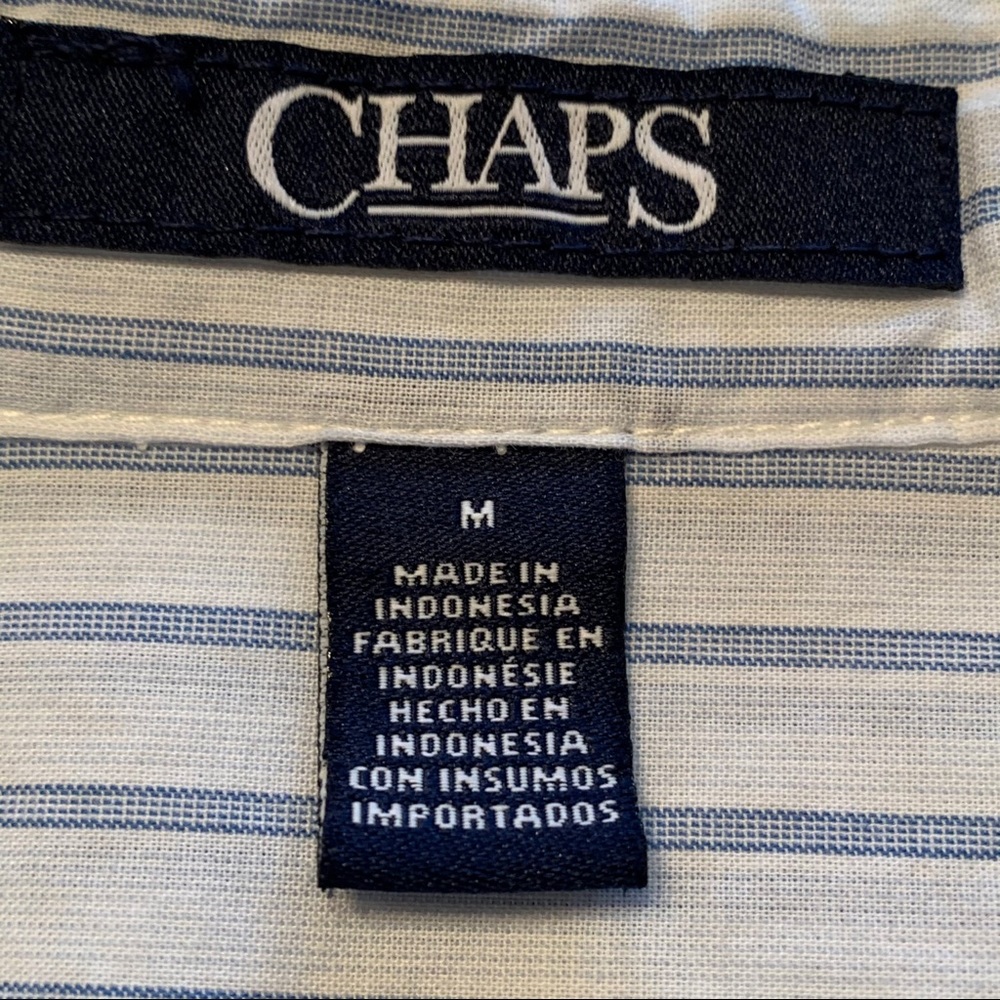 CHAPS
M
MADE IN
INDONESIA
FABRIQUE EN
INDONÉSIE
HECHO EN
INDONESIA
CON INSUMOS
IMPORTADOS